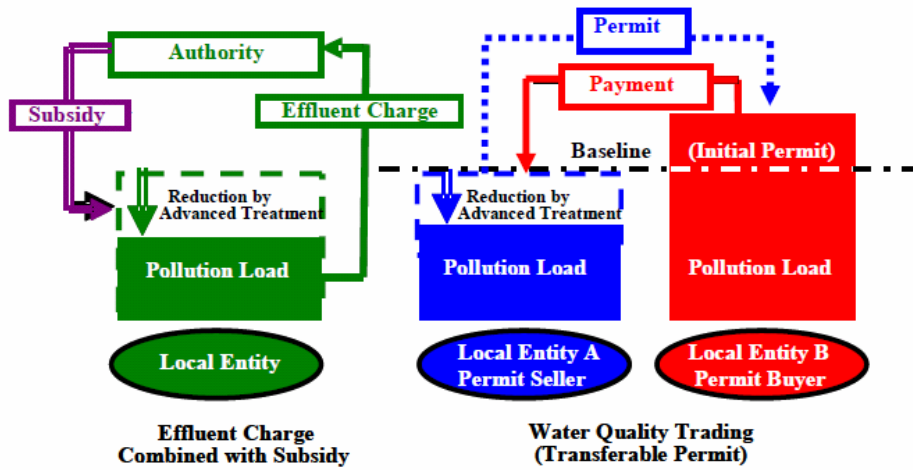 Authority
Subsidy
Effluent Charge
Reduction by
Advanced Treatment
Pollution Load
Local Entity
Effluent Charge
Combined with Subsidy
Permit
Payment
Baseline
(Initial Permit)
Reduction by
Advanced Treatment
Pollution Load
Pollution Load
Local Entity A
Permit Seller
Local Entity B
Permit Buyer
Water Quality Trading
(Transferable Permit)